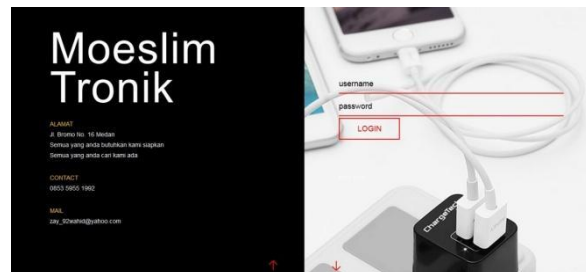 Moeslim
Tronik
ALAMAT
Jl. Bromo No. 16 Medan
Semua yang anda butuhkan kami siapkan
Semua yang anda cari kami ada
CONTACT
0853 5955 1992
MAIL
zay_92wahid@yahoo.com
username
password
LOGIN
ChargeTech